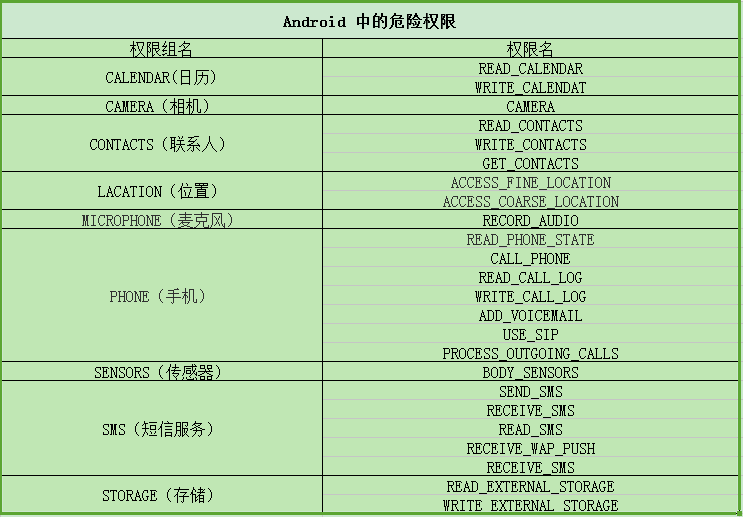 Android 中的危险权限
权限组名 权限名
CALENDAR(日历) READ_CALENDAR
WRITE_CALENDAT
CAMERA（相机） CAMERA
CONTACTS（联系人） READ_CONTACTS
WRITE_CONTACTS
GET_CONTACTS
LACATION（位置） ACCESS_FINE_LOCATION
ACCESS_COARSE_LOCATION
MICROPHONE（麦克风） RECORD_AUDIO
PHONE（手机） READ_PHONE_STATE
CALL_PHONE
READ_CALL_LOG
WRITE_CALL_LOG
ADD_VOICEMAIL
USE_SIP
PROCESS_OUTGOING_CALLS
SENSORS（传感器） BODY_SENSORS
SMS（短信服务） SEND_SMS
RECEIVE_SMS
READ_SMS
RECEIVE_WAP_PUSH
RECEIVE_SMS
STORAGE（存储） READ_EXTERNAL_STORAGE
WRITE_EXTERNAL_STORAGE